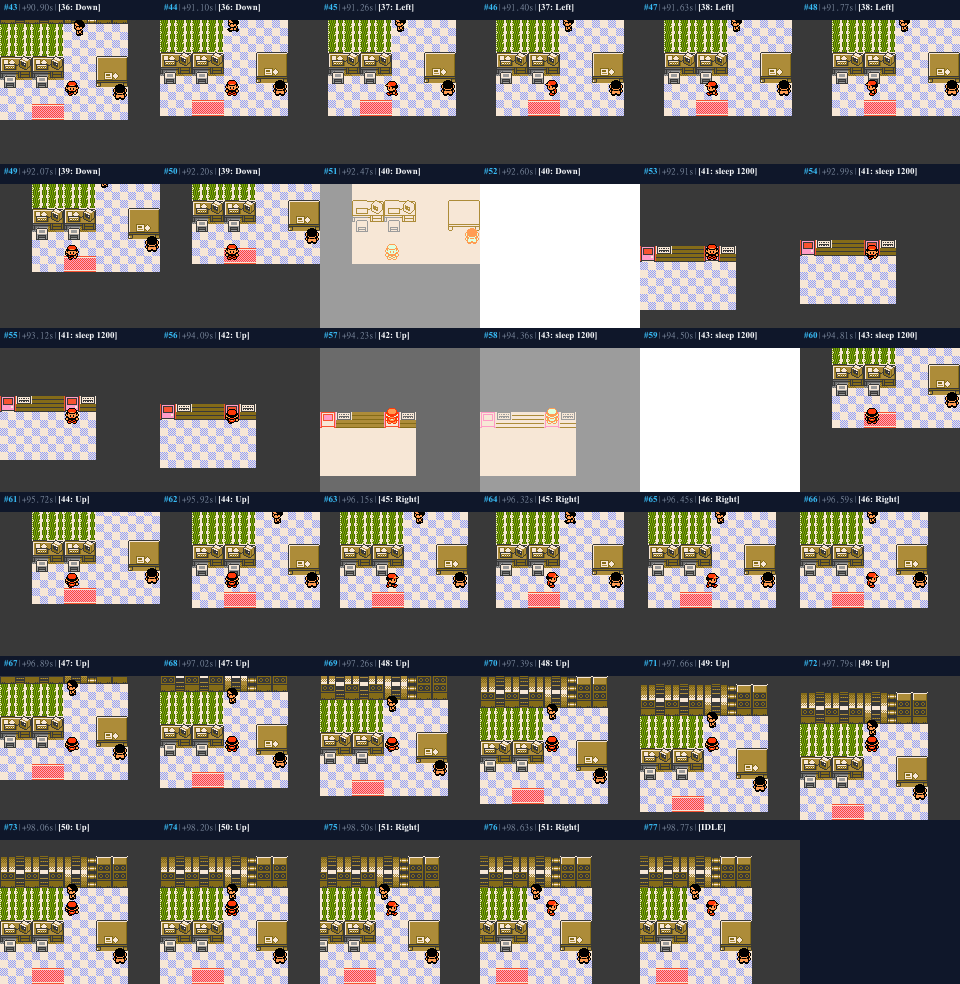 #43|+90.90s|[36: Down] #44|+91.10s|[36: Down] #45|+91.26s|[37: Left] #46|+91.40s|[37: Left] #47|+91.63s|[38: Left] #48|+91.77s|[38: Left]
#49|+92.07s|[39: Down] #50|+92.20s|[39: Down] #51|+92.47s|[40: Down] #52|+92.60s|[40: Down] #53|+92.91s|[41: sleep 1200] #54|+92.99s|[41: sleep 1200]
#55|+93.12s|[41: sleep 1200] #56|+94.09s|[42: Up] #57|+94.23s|[42: Up] #58|+94.36s|[43: sleep 1200] #59|+94.50s|[43: sleep 1200] #60|+94.81s|[43: sleep 1200]
#61|+95.72s|[44: Up] #62|+95.92s|[44: Up] #63|+96.15s|[45: Right] #64|+96.32s|[45: Right] #65|+96.45s|[46: Right] #66|+96.59s|[46: Right]
#67|+96.89s|[47: Up] #68|+97.02s|[47: Up] #69|+97.26s|[48: Up] #70|+97.39s|[48: Up] #71|+97.66s|[49: Up] #72|+97.79s|[49: Up]
#73|+98.06s|[50: Up] #74|+98.20s|[50: Up] #75|+98.50s|[51: Right] #76|+98.63s|[51: Right] #77|+98.77s|[IDLE]